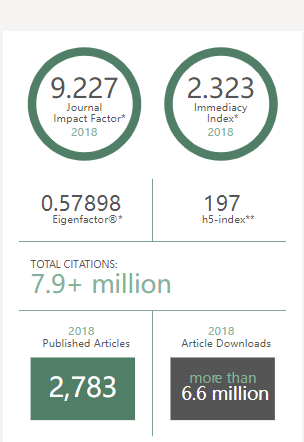 9.227
Journal
Impact Factor*
2018
2.323
Immediacy
Index*
2018
0.57898
Eigenfactor®*
197
h5-index**
TOTAL CITATIONS:
7.9+ million
2018
Published Articles
2,783
2018
Article Downloads
more than
6.6 million